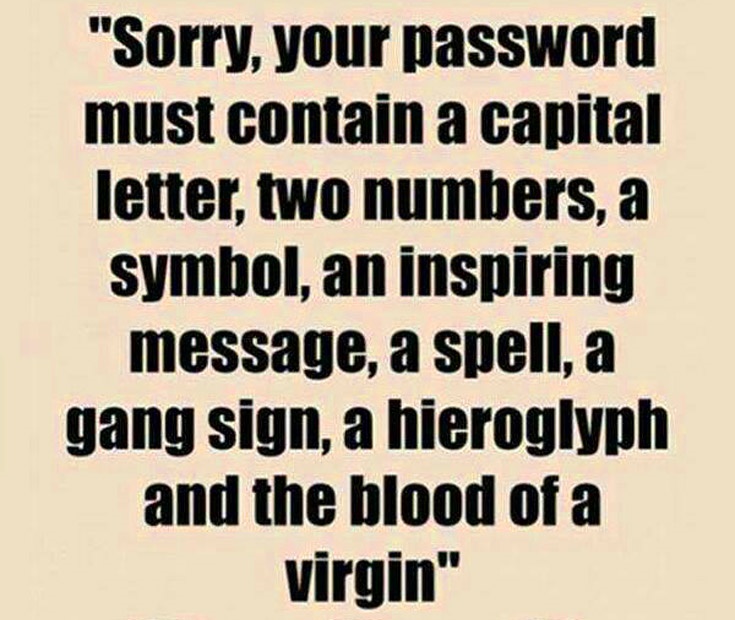 "Sorry, your password
must contain a capital
letter, two numbers, a
symbol, an inspiring
message, a spell, a
gang sign, a hieroglyph
and the blood of a
virgin"